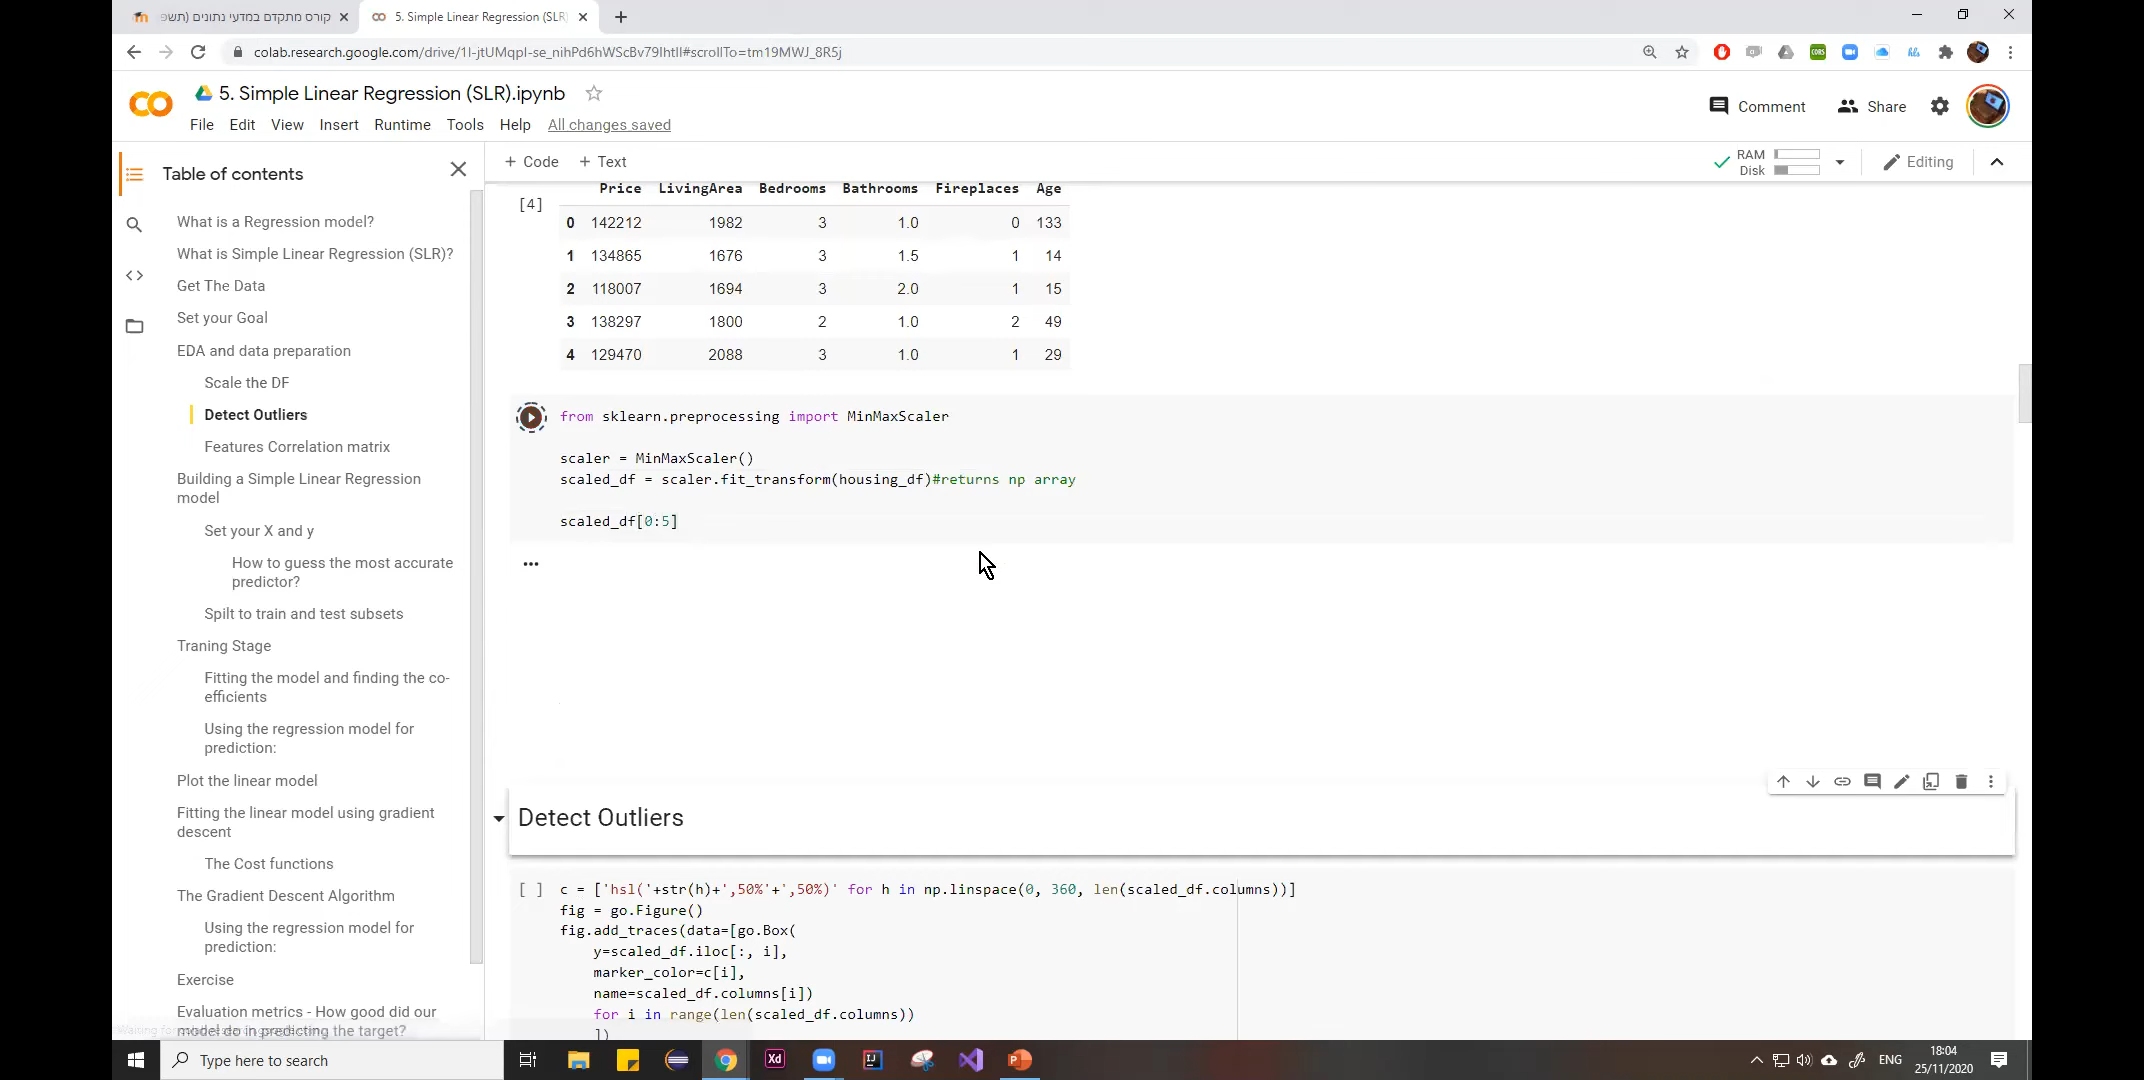 קורס מתקדם במדעי נתונים (תשפ
5. Simple Linear Regression (SLR)
colab.research.google.com/drive/1I-jtUMqpI-se_nihPd6hWScBv79IhtlI#scrollTo=tm19MWJ_8R5j
5. Simple Linear Regression (SLR).ipynb
Comment
Share
File Edit View Insert Runtime Tools Help All changes saved
Table of contents
+ Code + Text
RAM
Disk
Editing
What is a Regression model?
What is Simple Linear Regression (SLR)?
Get The Data
Set your Goal
EDA and data preparation
Scale the DF
Detect Outliers
Features Correlation matrix
Building a Simple Linear Regression
model
Set your X and y
How to guess the most accurate
predictor?
Spilt to train and test subsets
Traning Stage
Fitting the model and finding the co-
efficients
Using the regression model for
prediction:
Plot the linear model
Fitting the linear model using gradient
descent
The Cost functions
The Gradient Descent Algorithm
Using the regression model for
prediction:
Exercise
Evaluation metrics - How good did our
model do in predicting the target?
[4]
Price LivingArea Bedrooms Bathrooms Fireplaces Age
0 142212 1982 3 1.0 0 133
1 134865 1676 3 1.5 1 14
2 118007 1694 3 2.0 1 15
3 138297 1800 2 1.0 2 49
4 129470 2088 3 1.0 1 29
from sklearn.preprocessing import MinMaxScaler
scaler = MinMaxScaler()
scaled_df = scaler.fit_transform(housing_df)#returns np array
scaled_df[0:5]
Detect Outliers
[ ] c = ['hsl('+str(h)+',50%'+',50%)' for h in np.linspace(0, 360, len(scaled_df.columns))]
fig = go.Figure()
fig.add_traces(data=[go.Box(
y=scaled_df.iloc[:, i],
marker_color=c[i],
name=scaled_df.columns[i])
for i in range(len(scaled_df.columns))
])
Type here to search
ENG
18:04
25/11/2020